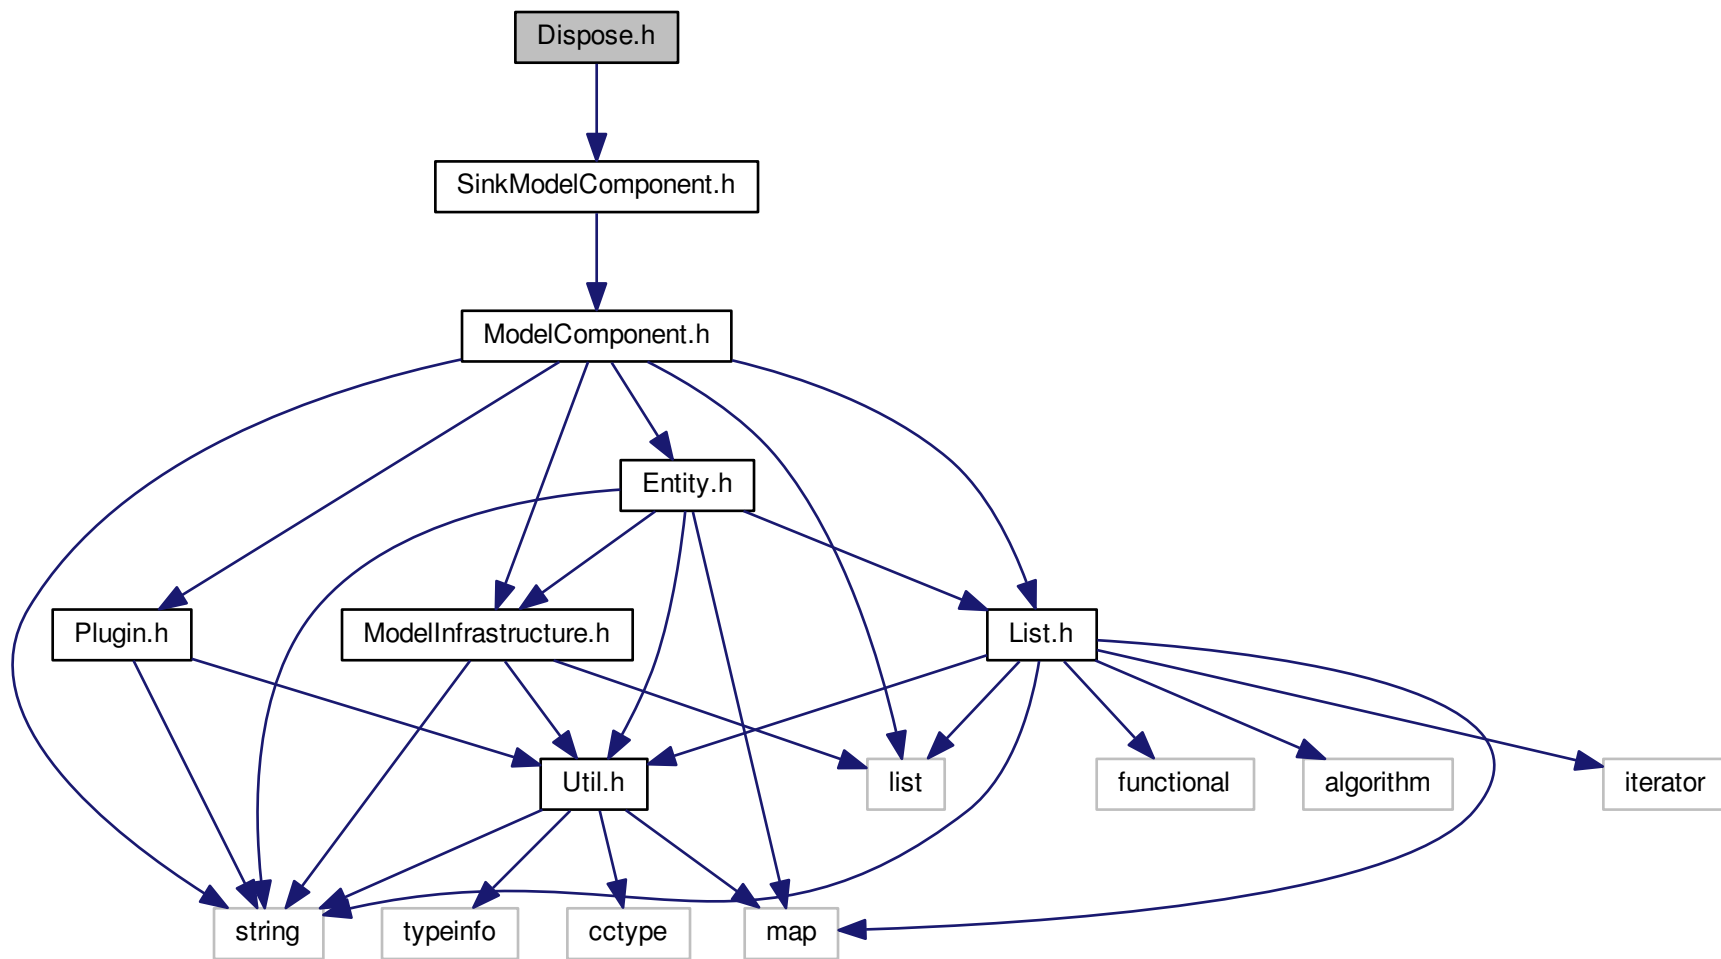 Dispose.h
SinkModelComponent.h
ModelComponent.h
Entity.h
Plugin.h
ModelInfrastructure.h
List.h
Util.h
list
functional
algorithm
iterator
string
typeinfo
cctype
map